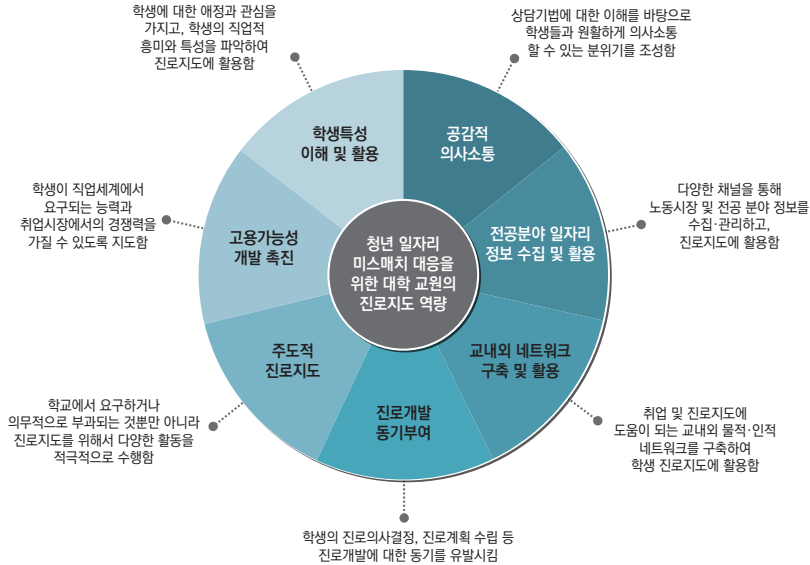 학생에 대한 애정과 관심을
가지고, 학생의 직업적
흥미와 특성을 파악하여
진로지도에 활용함
상담기법에 대한 이해를 바탕으로
학생들과 원활하게 의사소통
할 수 있는 분위기를 조성함
학생특성
이해 및 활용
공감적
의사소통
학생이 직업세계에서
요구되는 능력과
취업시장에서의 경쟁력을
가질 수 있도록 지도함
다양한 채널을 통해
노동시장 및 전공 분야 정보를
수집·관리하고,
진로지도에 활용함
고용가능성
개발 촉진
청년 일자리
미스매치 대응을
위한 대학 교원의
진로지도 역량
전공분야 일자리
정보 수집 및 활용
주도적
진로지도
교내외 네트워크
구축 및 활용
진로개발
동기부여
학교에서 요구하거나
의무적으로 부과되는 것뿐만 아니라
진로지도를 위해서 다양한 활동을
적극적으로 수행함
취업 및 진로지도에
도움이 되는 교내외 물적·인적
네트워크를 구축하여
학생 진로지도에 활용함
학생의 진로의사결정, 진로계획 수립 등
진로개발에 대한 동기를 유발시킴